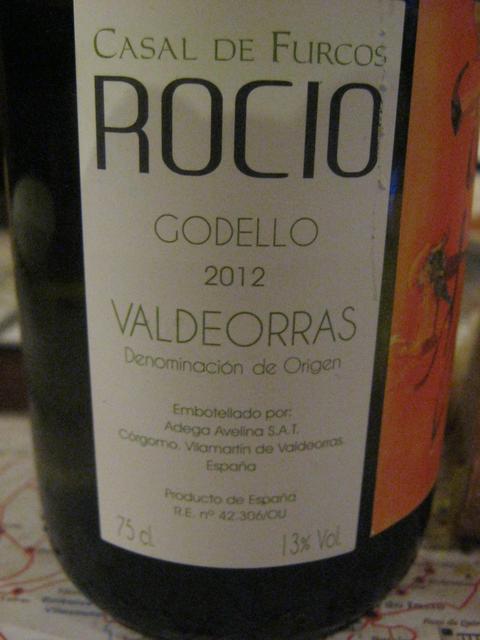 CASAL DE FURCOS
ROCIO
GODELLO
2012
VALDEORRAS
Denominación de Origen
Embotellado por:
Adega Avelina S.A.T.
Córgomo. Vilamartín de Valdeorras
España
Producto de España
R.E. nº 42.306/OU
75 cl. 13% Vol.